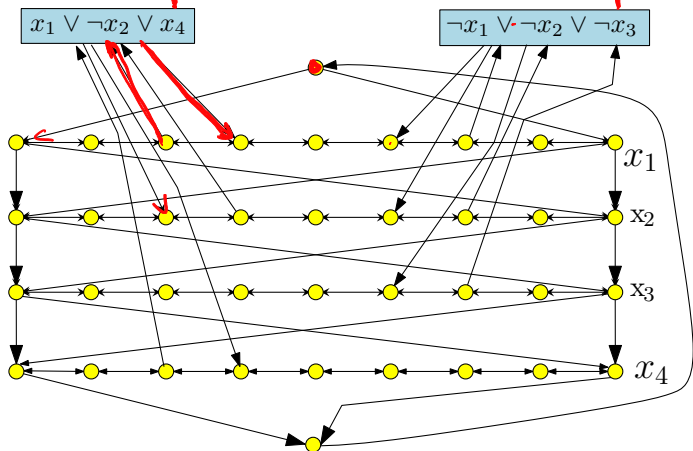 x₁ ∨ ¬x₂ ∨ x₄
¬x₁ ∨ ¬x₂ ∨ ¬x₃
x₁
x₂
x₃
x₄